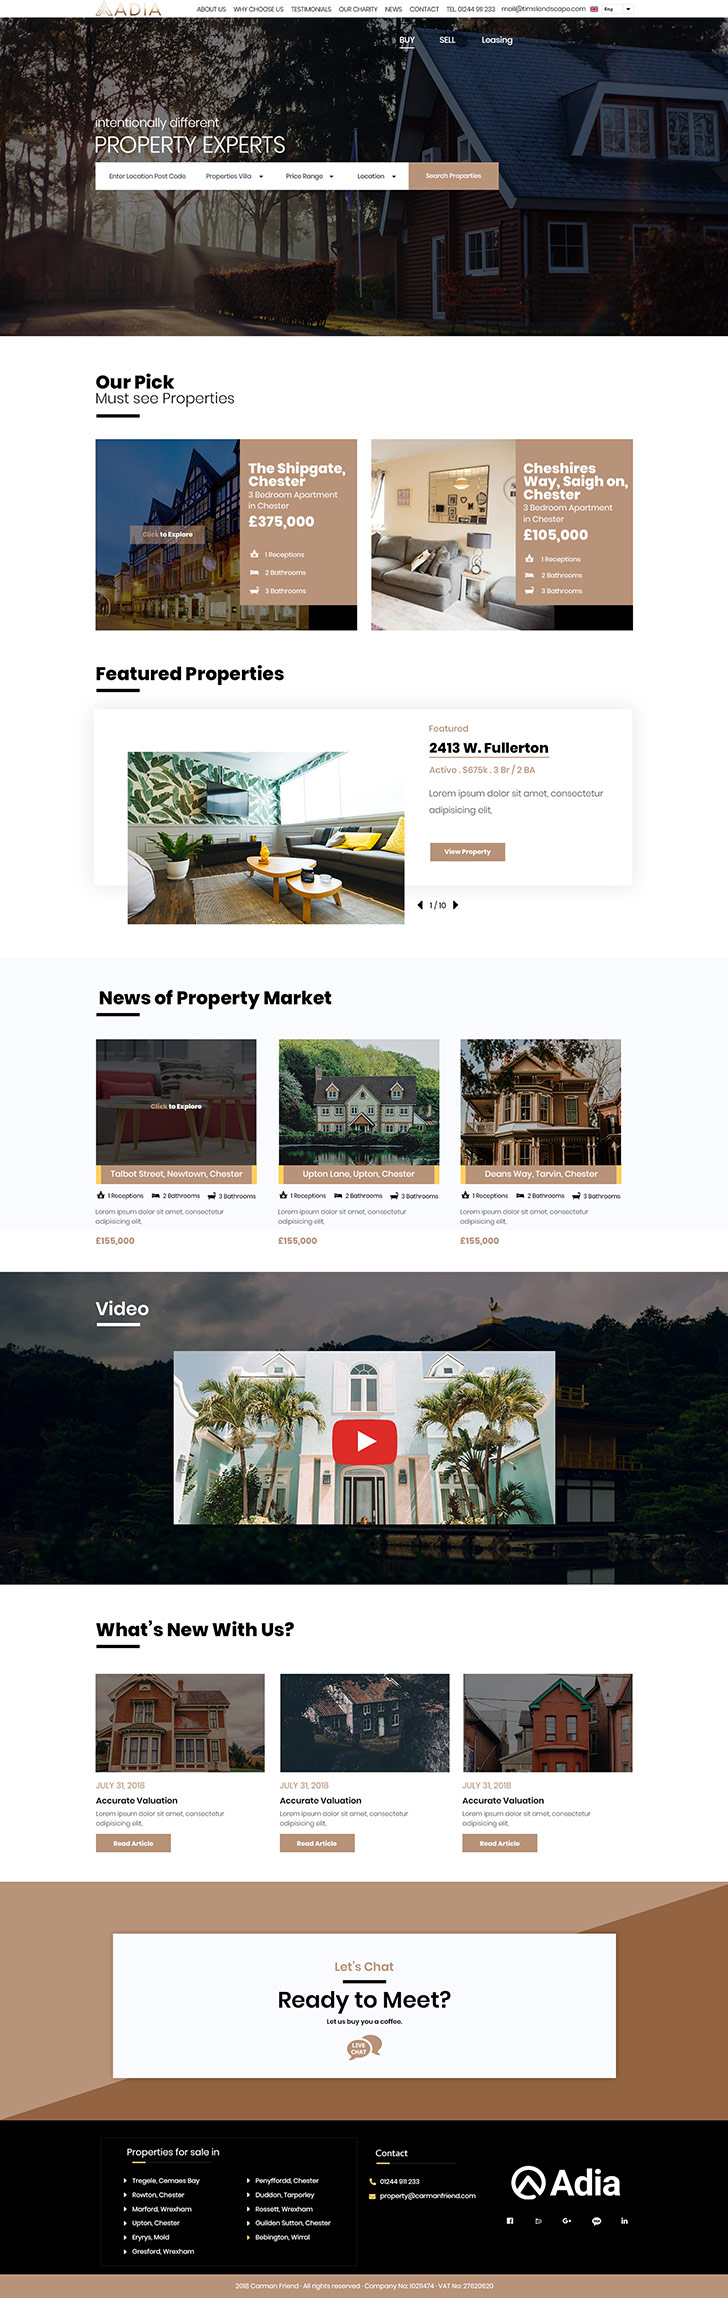 ADIA
ABOUT US WHY CHOOSE US TESTIMONIALS OUR CHARITY NEWS CONTACT TEL. 01244 911 233 mail@timslandscape.com Eng
BUY SELL Leasing
intentionally different
PROPERTY EXPERTS
Enter Location Post Code Properties Villa Price Range Location Search Properties
Our Pick
Must see Properties
The Shipgate,
Chester
3 Bedroom Apartment
in Chester
£375,000
Click to Explore
1 Receptions
2 Bathrooms
3 Bathrooms
Cheshires
Way, Saigh on,
Chester
3 Bedroom Apartment
in Chester
£105,000
1 Receptions
2 Bathrooms
3 Bathrooms
Featured Properties
Featured
2413 W. Fullerton
Active . $675k . 3 Br / 2 BA
Lorem ipsum dolor sit amet, consectetur
adipisicing elit,
View Property
1 / 10
News of Property Market
Click to Explore
Talbot Street, Newtown, Chester
1 Receptions 2 Bathrooms 3 Bathrooms
Lorem ipsum dolor sit amet, consectetur
adipisicing elit,
£155,000
Upton Lane, Upton, Chester
1 Receptions 2 Bathrooms 3 Bathrooms
Lorem ipsum dolor sit amet, consectetur
adipisicing elit,
£155,000
Deans Way, Tarvin, Chester
1 Receptions 2 Bathrooms 3 Bathrooms
Lorem ipsum dolor sit amet, consectetur
adipisicing elit,
£155,000
Video
What's New With Us?
JULY 31, 2018
Accurate Valuation
Lorem ipsum dolor sit amet, consectetur
adipisicing elit,
Read Article
JULY 31, 2018
Accurate Valuation
Lorem ipsum dolor sit amet, consectetur
adipisicing elit,
Read Article
JULY 31, 2018
Accurate Valuation
Lorem ipsum dolor sit amet, consectetur
adipisicing elit,
Read Article
Let's Chat
Ready to Meet?
Let us buy you a coffee.
LIVE
CHAT
Properties for sale in
Tregele, Cemaes Bay
Rowton, Chester
Marford, Wrexham
Upton, Chester
Eryrys, Mold
Gresford, Wrexham
Penyffordd, Chester
Duddon, Tarporley
Rossett, Wrexham
Guilden Sutton, Chester
Bebington, Wirral
Contact
01244 911 233
property@carmanfriend.com
Adia
2018 Carman Friend · All rights reserved · Company No: 10211474 · VAT No: 27620620